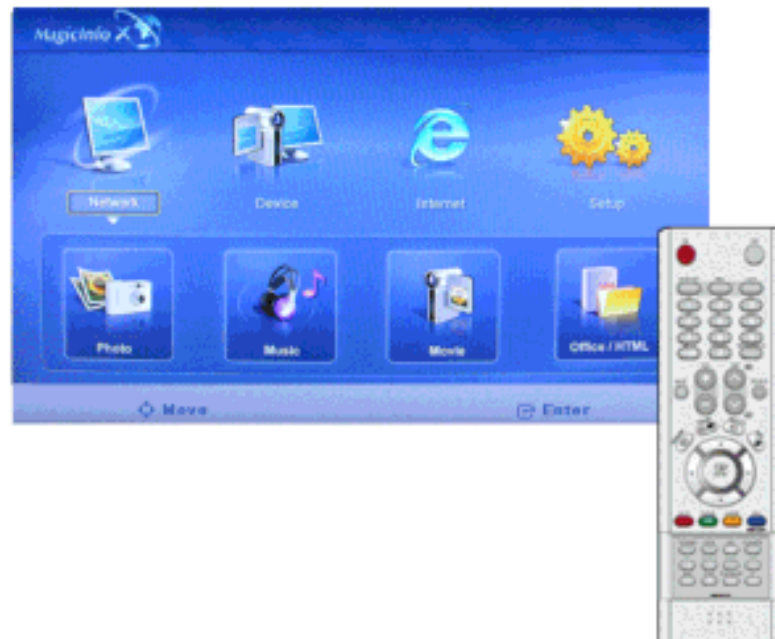 MagicInfo X
Network Device Internet Setup
Photo Music Movie Office / HTML
Move Enter